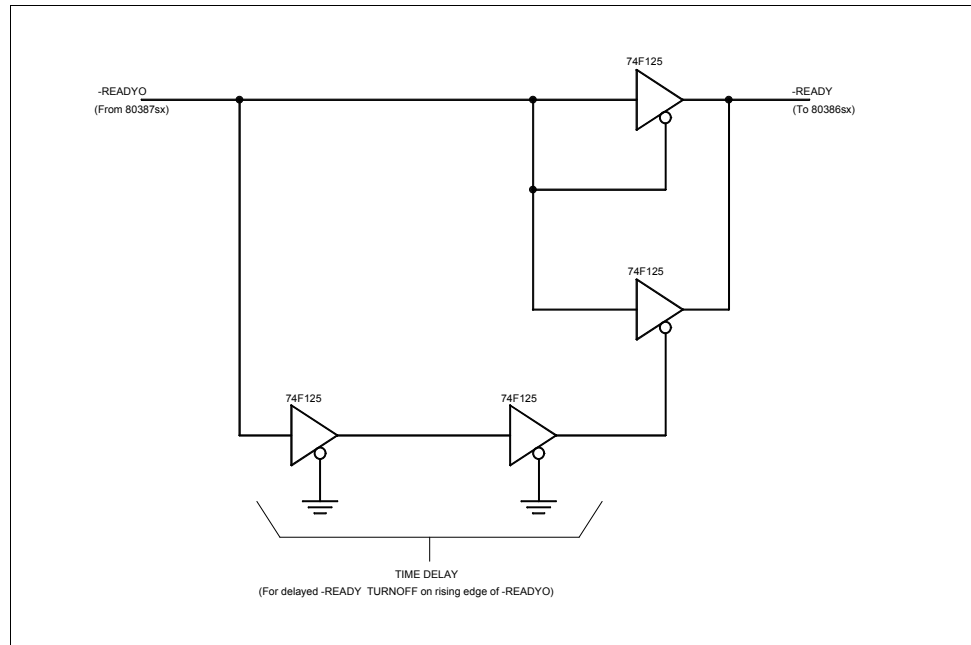 74F125
-READYO
(From 80387sx)
-READY
(To 80386sx)
74F125
74F125
74F125
TIME DELAY
(For delayed -READY TURNOFF on rising edge of -READYO)